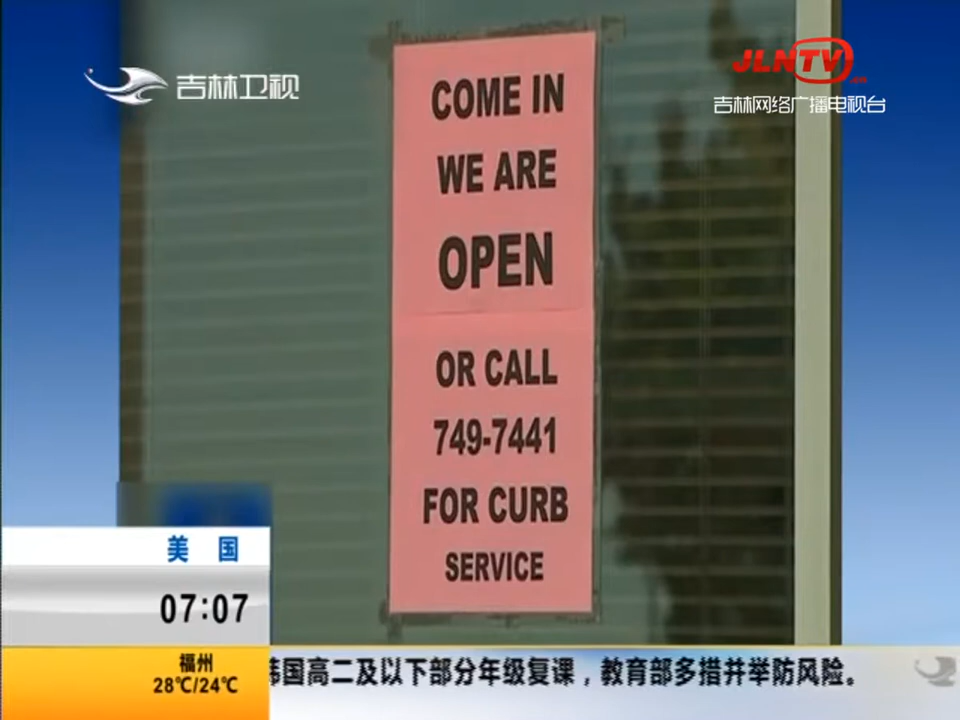 吉林卫视
JLNTV
吉林网络广播电视台
COME IN
WE ARE
OPEN
OR CALL
749-7441
FOR CURB
SERVICE
美 国
07:07
福州
28℃/24℃
韩国高二及以下部分年级复课，教育部多措并举防风险。